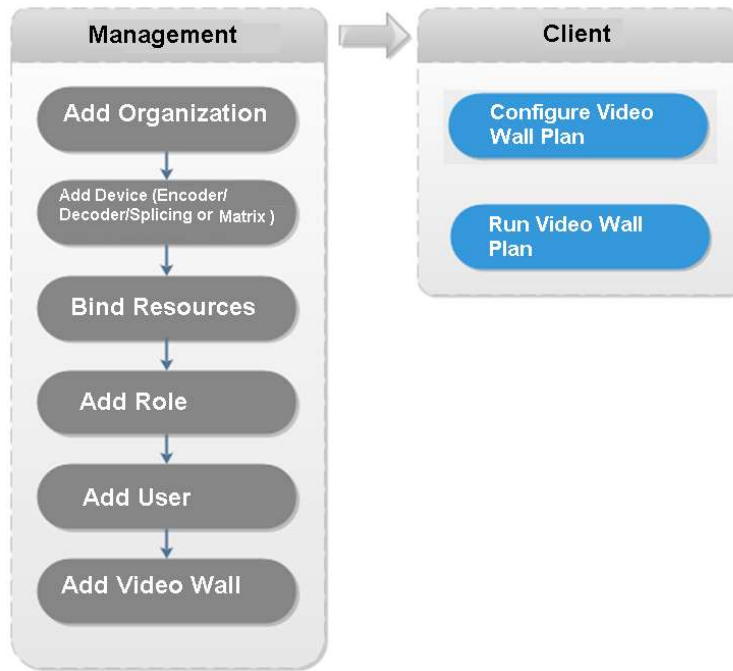 Management
Add Organization
Add Device (Encoder/
Decoder/Splicing or Matrix )
Bind Resources
Add Role
Add User
Add Video Wall
Client
Configure Video
Wall Plan
Run Video Wall
Plan